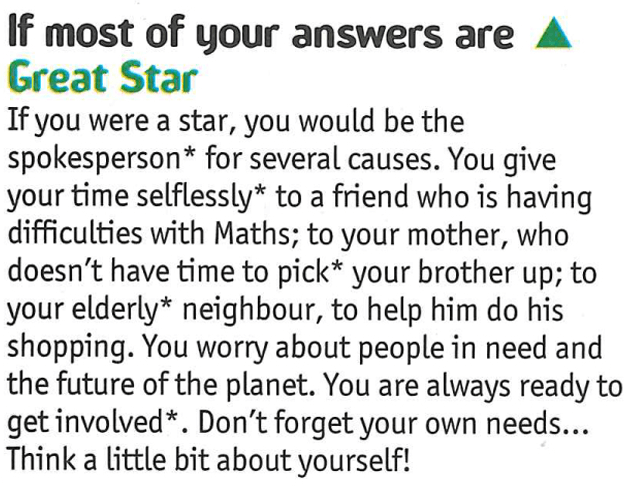 If most of your answers are ▲
Great Star
If you were a star, you would be the
spokesperson* for several causes. You give
your time selflessly* to a friend who is having
difficulties with Maths; to your mother, who
doesn't have time to pick* your brother up; to
your elderly* neighbour, to help him do his
shopping. You worry about people in need and
the future of the planet. You are always ready to
get involved*. Don't forget your own needs...
Think a little bit about yourself!